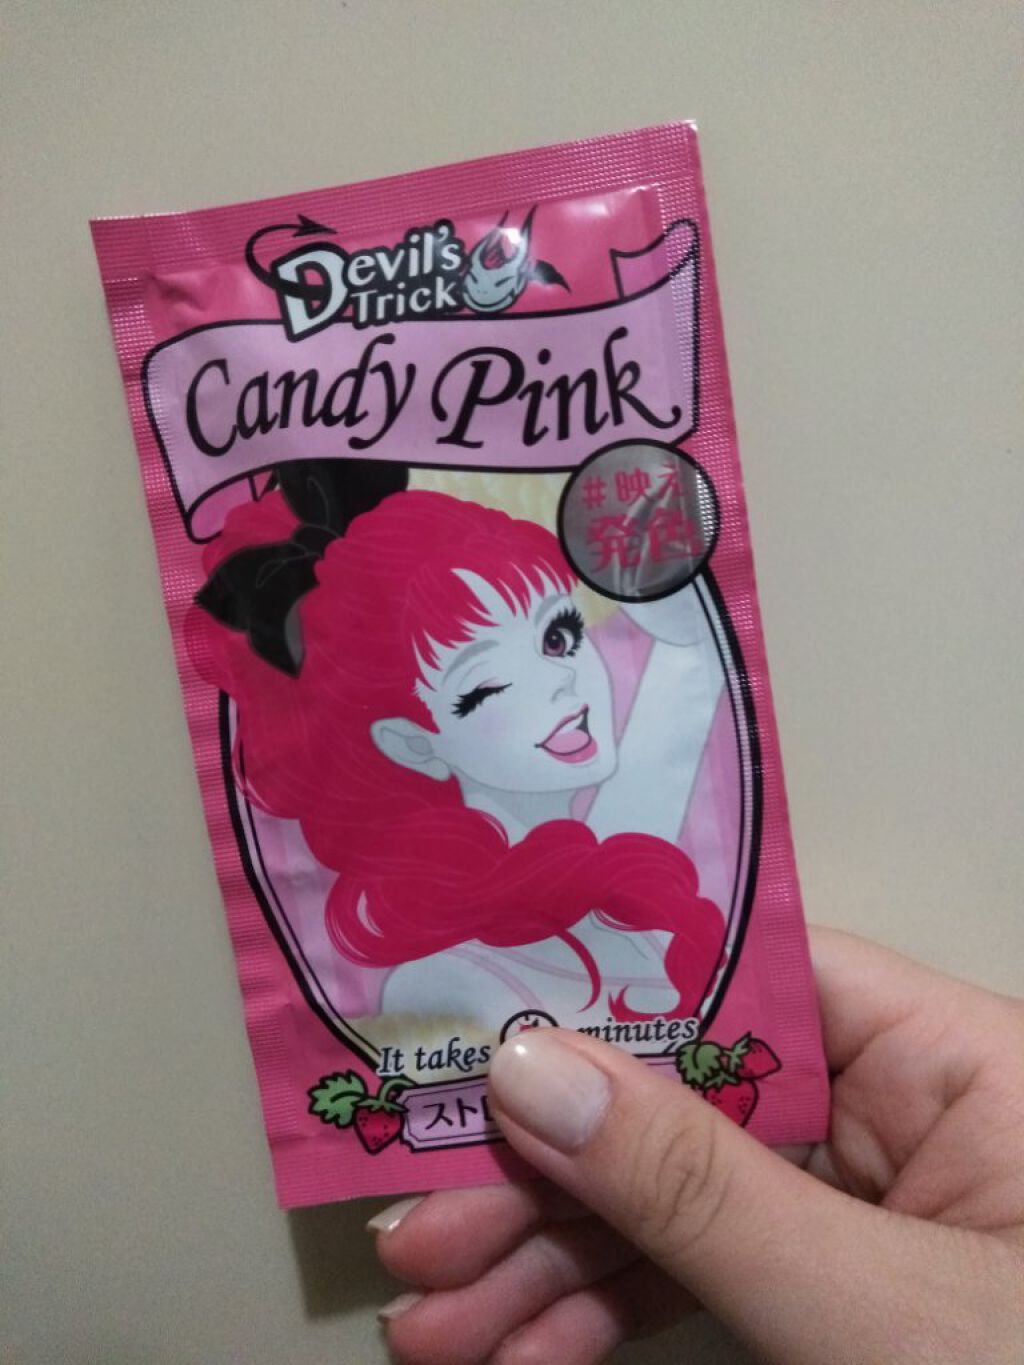 Devil's
Trick
Candy Pink
#映え
発色
It takes minutes
スト